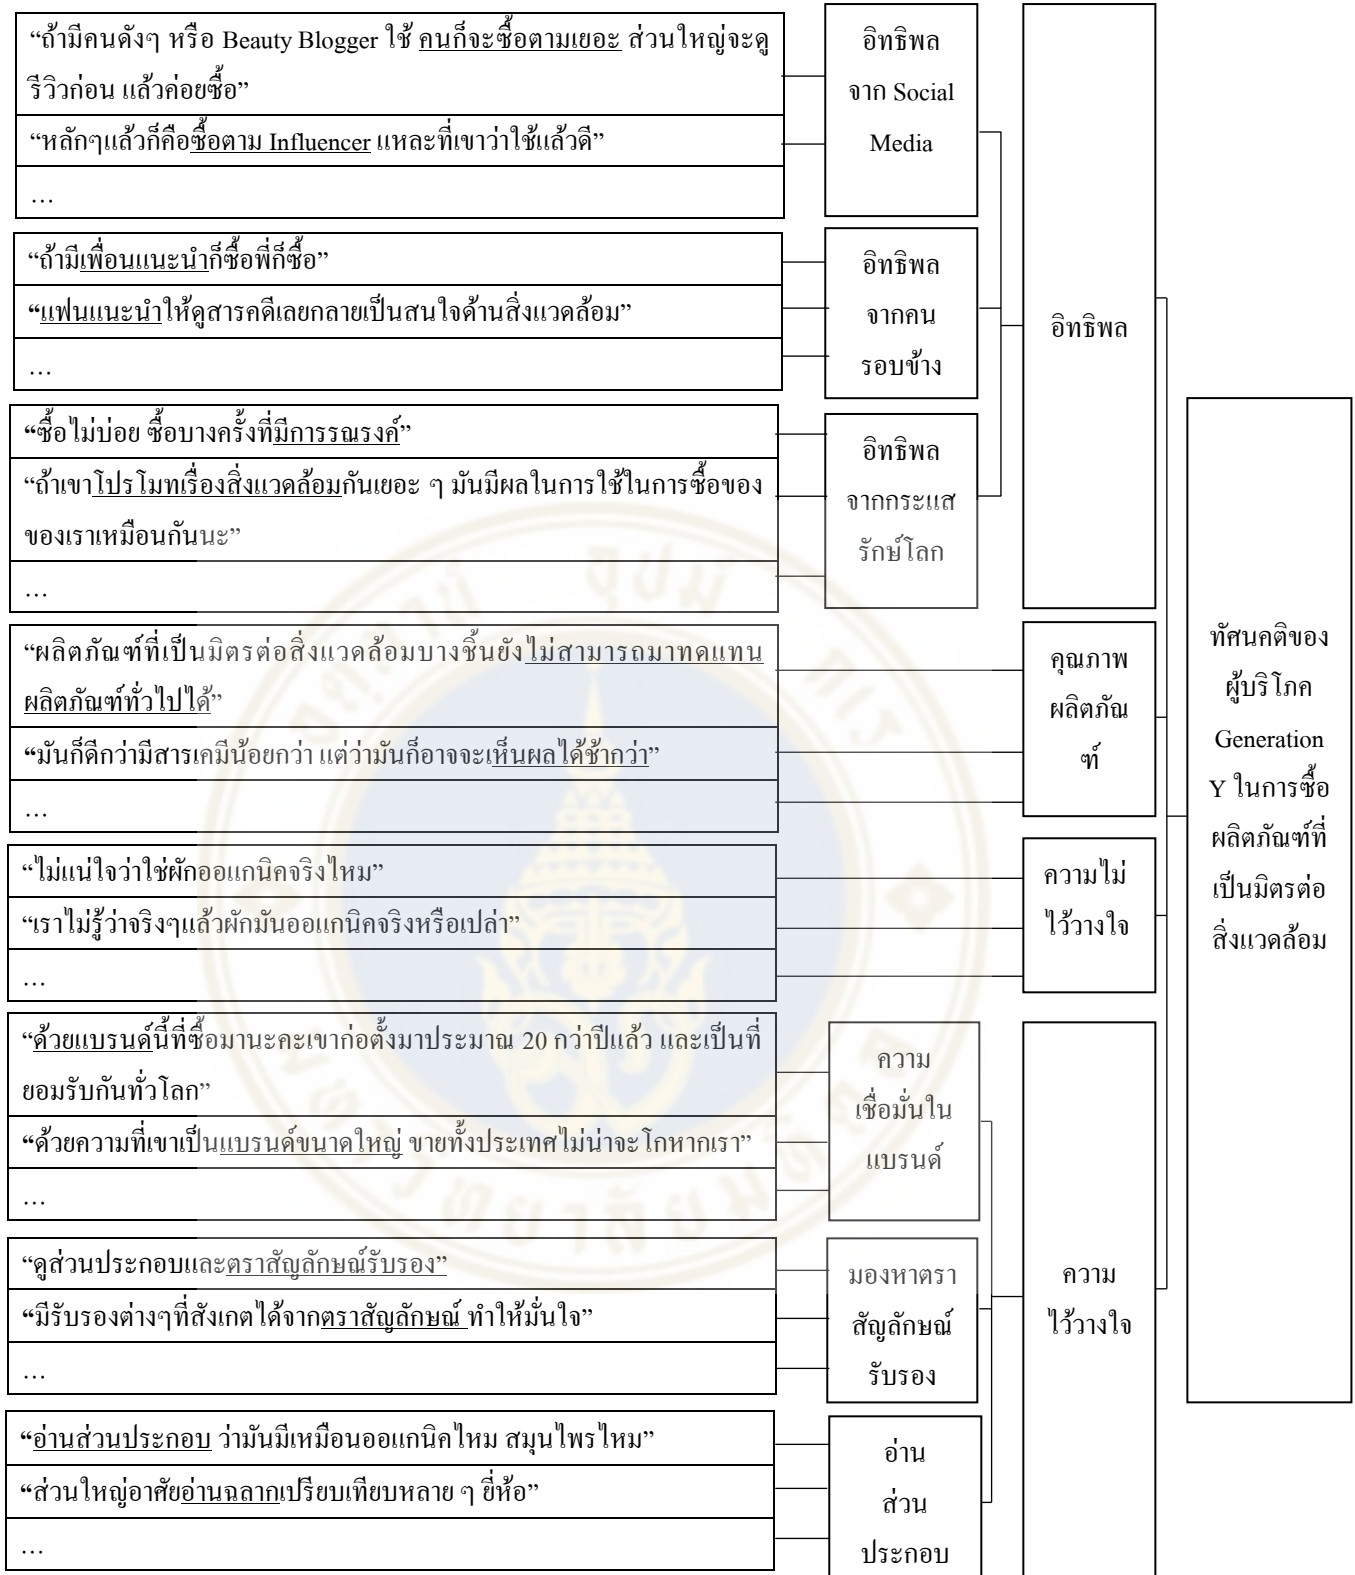 “ถ้ามีคนดังๆ หรือ Beauty Blogger ใช้ คนก็จะซื้อตามเยอะ ส่วนใหญ่จะดู
รีวิวก่อน แล้วค่อยซื้อ”
“หลักๆแล้วก็คือซื้อตาม Influencer แหละที่เขาว่าใช้แล้วดี”
…
อิทธิพล
จาก Social
Media
“ถ้ามีเพื่อนแนะนำก็ซื้อพี่ก็ซื้อ”
“แฟนแนะนำให้ดูสารคดีเลยกลายเป็นสนใจด้านสิ่งแวดล้อม”
…
อิทธิพล
จากคน
รอบข้าง
“ซื้อไม่บ่อย ซื้อบางครั้งที่มีการรณรงค์”
“ถ้าเขาโปรโมทเรื่องสิ่งแวดล้อมกันเยอะ ๆ มันมีผลในการใช้ในการซื้อของ
ของเราเหมือนกันนะ”
…
อิทธิพล
จากกระแส
รักษ์โลก
อิทธิพล
“ผลิตภัณฑ์ที่เป็นมิตรต่อสิ่งแวดล้อมบางชิ้นยังไม่สามารถมาทดแทน
ผลิตภัณฑ์ทั่วไปได้”
“มันก็ดีกว่ามีสารเคมีน้อยกว่า แต่ว่ามันก็อาจจะเห็นผลได้ช้ากว่า”
…
คุณภาพ
ผลิตภัณ
ฑ์
“ไม่แน่ใจว่าใช่ผักออแกนิคจริงไหม”
“เราไม่รู้ว่าจริงๆแล้วผักมันออแกนิคจริงหรือเปล่า”
…
ความไม่
ไว้วางใจ
“ด้วยแบรนด์นี้ที่ซื้อมานะคะเขาก่อตั้งมาประมาณ 20 กว่าปีแล้ว และเป็นที่
ยอมรับกันทั่วโลก”
“ด้วยความที่เขาเป็นแบรนด์ขนาดใหญ่ ขายทั้งประเทศไม่น่าจะโกหากเรา”
…
ความ
เชื่อมั่นใน
แบรนด์
“ดูส่วนประกอบและตราสัญลักษณ์รับรอง”
“มีรับรองต่างๆที่สังเกตได้จากตราสัญลักษณ์ ทำให้มั่นใจ”
…
มองหาตรา
สัญลักษณ์
รับรอง
“อ่านส่วนประกอบ ว่ามันมีเหมือนออแกนิคไหม สมุนไพรไหม”
“ส่วนใหญ่อาศัยอ่านฉลากเปรียบเทียบหลาย ๆ ยี่ห้อ”
…
อ่าน
ส่วน
ประกอบ
ความ
ไว้วางใจ
ทัศนคติของ
ผู้บริโภค
Generation
Y ในการซื้อ
ผลิตภัณฑ์ที่
เป็นมิตรต่อ
สิ่งแวดล้อม